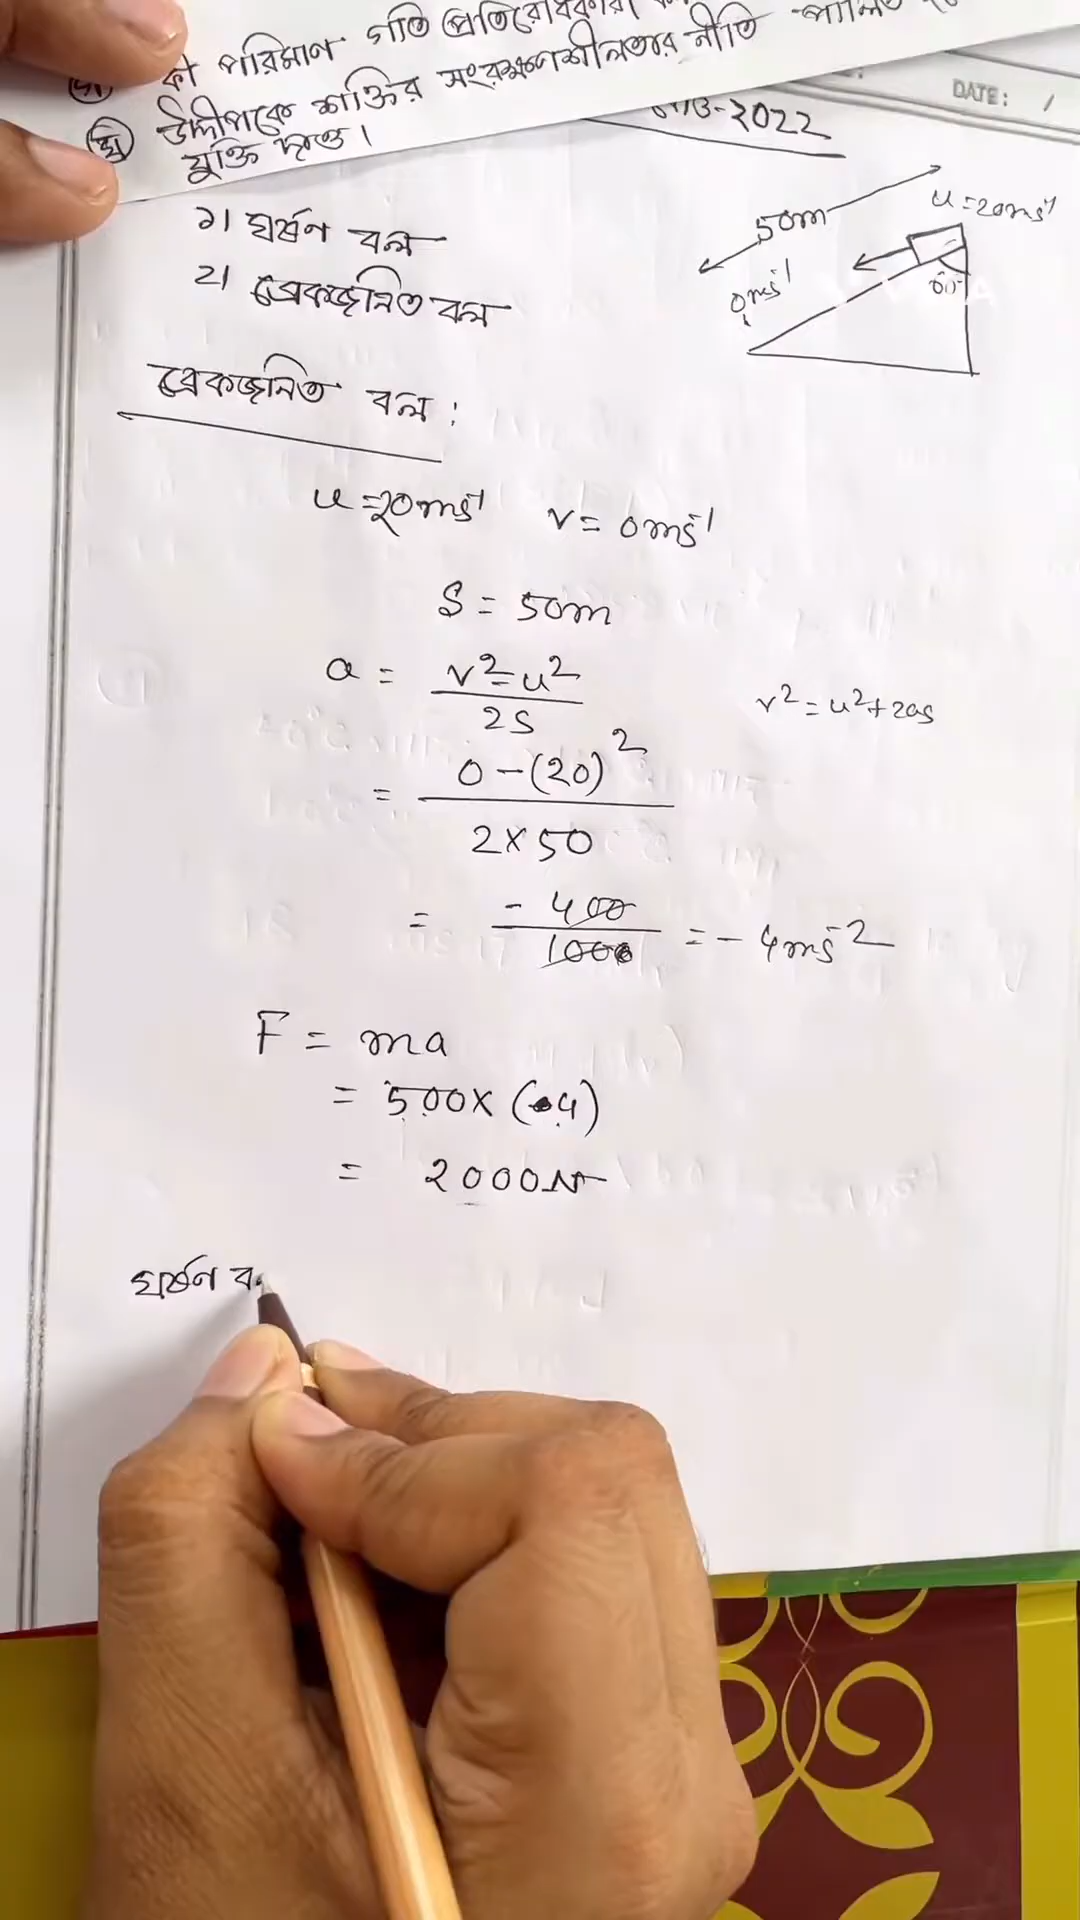 কী পরিমাণ গতি প্রতিরোধকারী
ঘ) উদ্দীপকে শক্তির সংরক্ষণশীলতার নীতি পালিত
যুক্তি দাও।
DATE: /
2022
১। ঘর্ষণ বল
২। ব্রেকজনিত বল
50m
u = 20ms⁻¹
0ms⁻¹
60°
ব্রেকজনিত বল :
u = 20ms⁻¹ v = 0ms⁻¹
S = 50m
a = v² - u² / 2S
v² = u² + 2as
= 0 - (20)² / 2 × 50
= -400 / 100 = -4ms⁻²
F = ma
= 500 × (4)
= 2000N
ঘর্ষণ ব